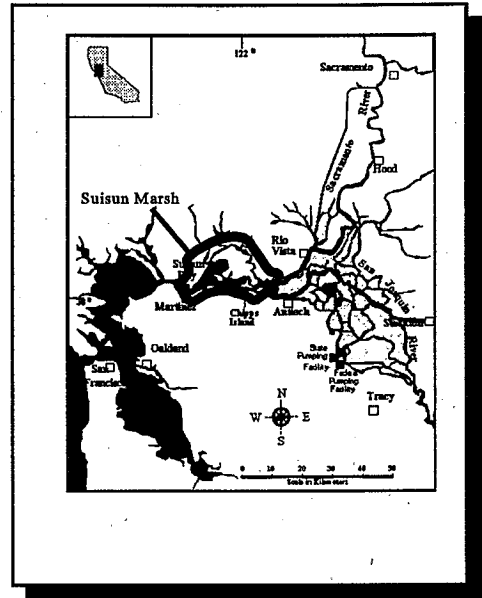 122 °
Sacramento
River
Sacramento
Hood
Suisun Marsh
Rio
Vista
Suisun
Bay
San
Joaquin
River
38 °
Martinez
Chipps
Island
Antioch
Stockton
State
Pumping
Facility
Federal
Pumping
Facility
Oakland
San
Francisco
Tracy
N
W
E
S
0 10 20 30 40 50
Scale in Kilometers